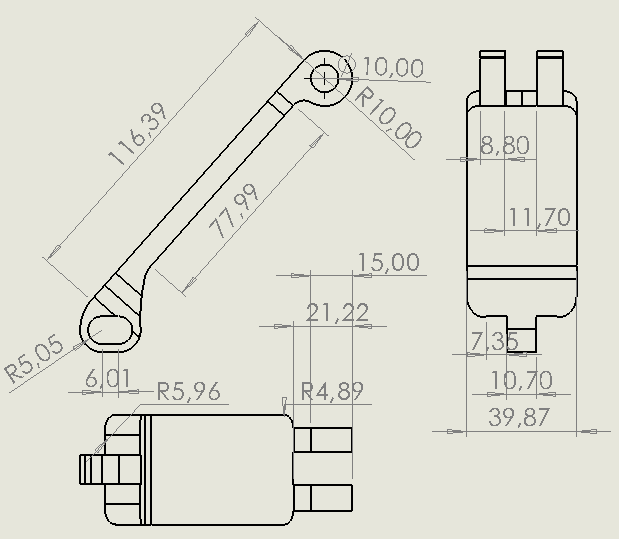 Ø 10,00
R10,00
116,39
77,99
8,80
11,70
15,00
21,22
R5,05
6,01
7,35
10,70
R5,96
R4,89
39,87